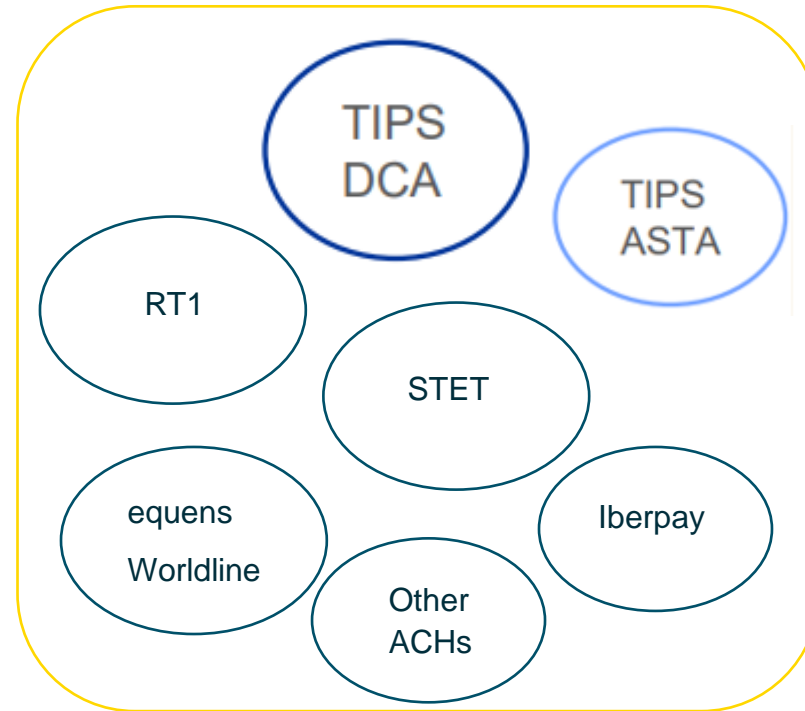 TIPS
DCA
TIPS
ASTA
RT1
STET
equens
Worldline
Iberpay
Other
ACHs